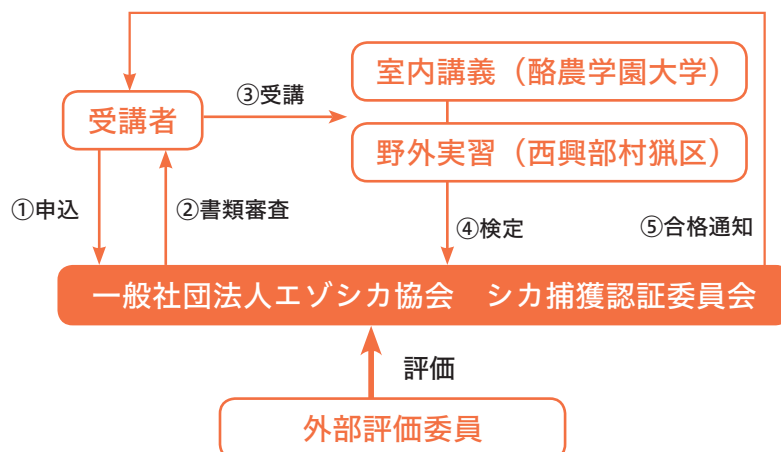 室内講義（酪農学園大学）
③受講
受講者
野外実習（西興部村猟区）
①申込
②書類審査
④検定
⑤合格通知
一般社団法人エゾシカ協会　シカ捕獲認証委員会
評価
外部評価委員